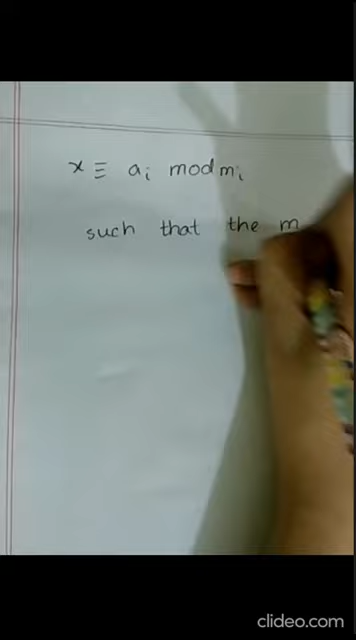 x ≡ aᵢ mod mᵢ
such that the m
clideo.com